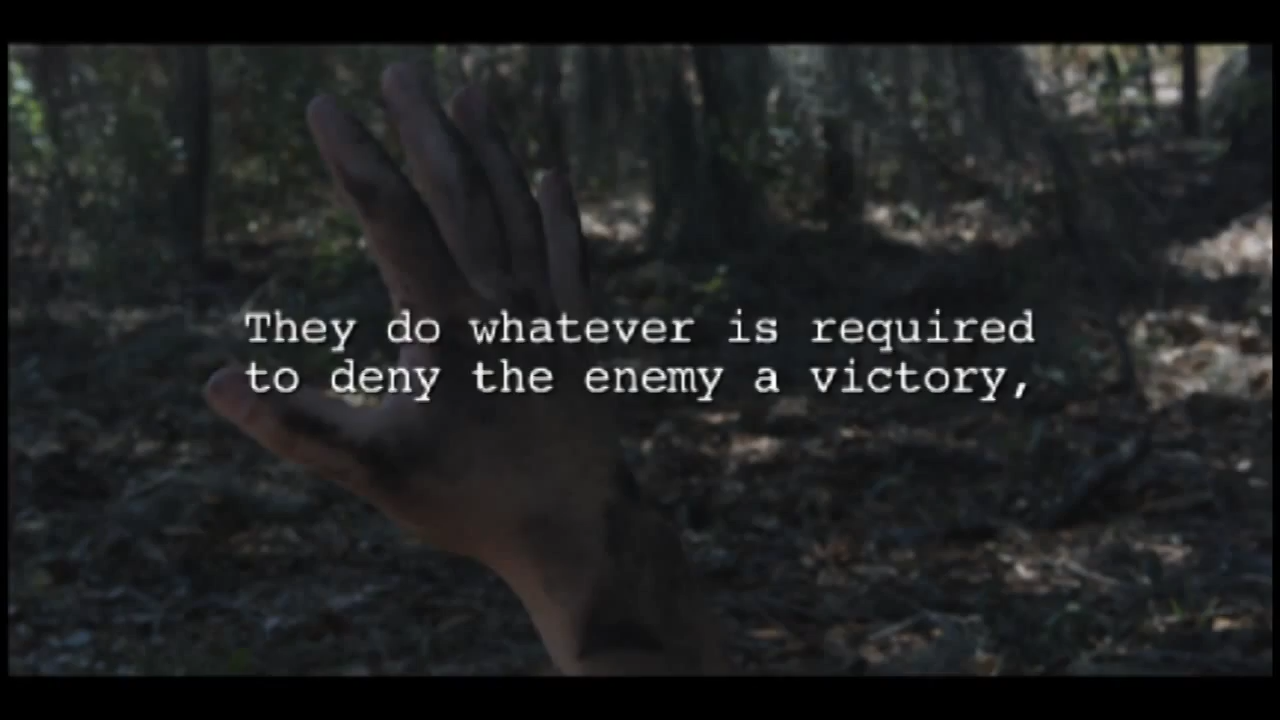 They do whatever is required
to deny the enemy a victory,